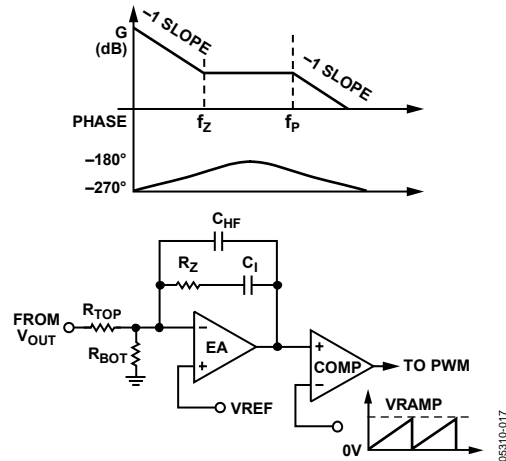 G
(dB)
–1 SLOPE
–1 SLOPE
PHASE
fZ
fP
–180°
–270°
CHF
RZ
CI
FROM
VOUT
RTOP
RBOT
–
+
EA
VREF
+
–
COMP
TO PWM
VRAMP
0V
05310-017